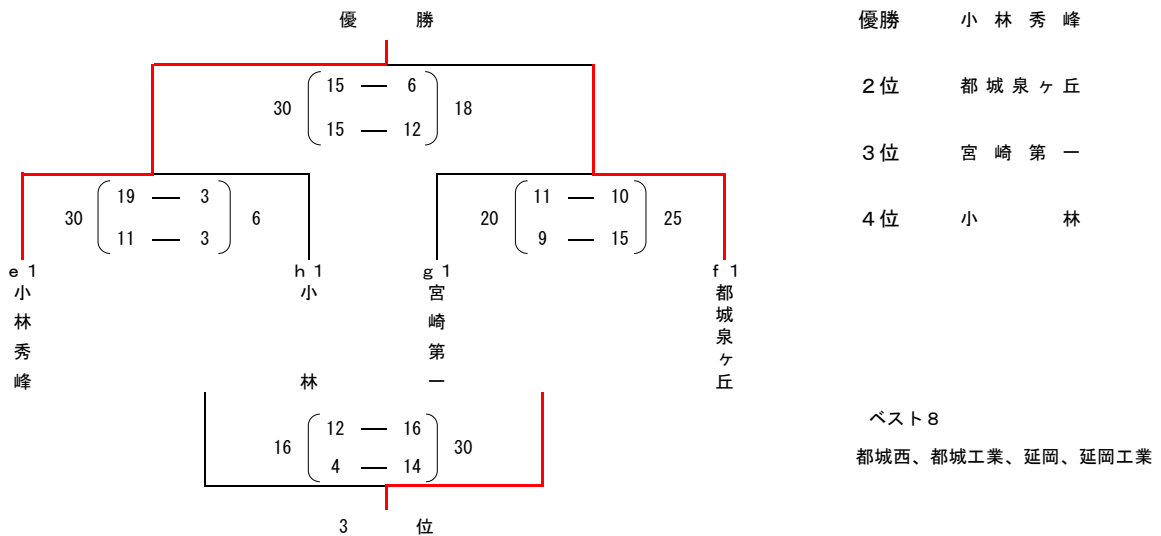 優　勝
30 15 — 6 18
15 — 12
30 19 — 3 6
11 — 3
20 11 — 10 25
9 — 15
ｅ１ 小林秀峰
ｈ１ 小林
ｇ１ 宮崎第一
ｆ１ 都城泉ヶ丘
16 12 — 16 30
4 — 14
3　位
優勝　小林秀峰
２位　都城泉ヶ丘
３位　宮崎第一
４位　小林
ベスト８
都城西、都城工業、延岡、延岡工業